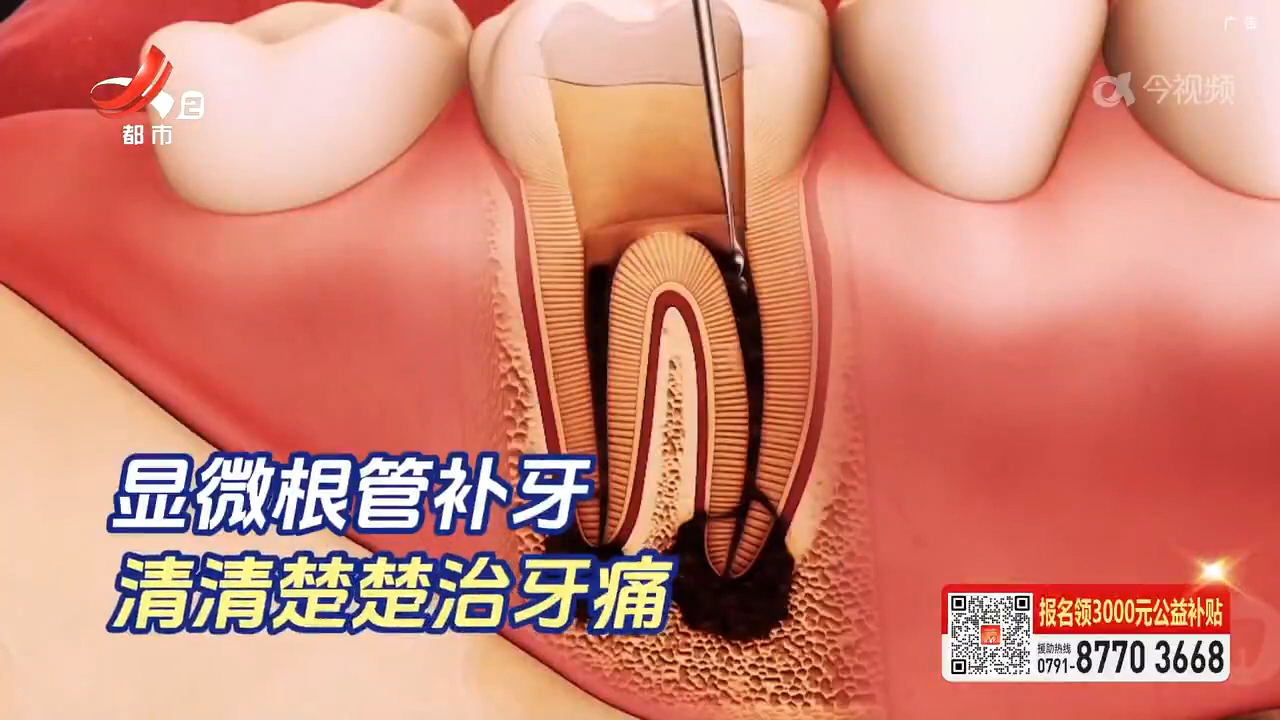 广告
2
都市
今视频
显微根管补牙
清清楚楚治牙痛
报名领3000元公益补贴
援助热线
0791-8770 3668